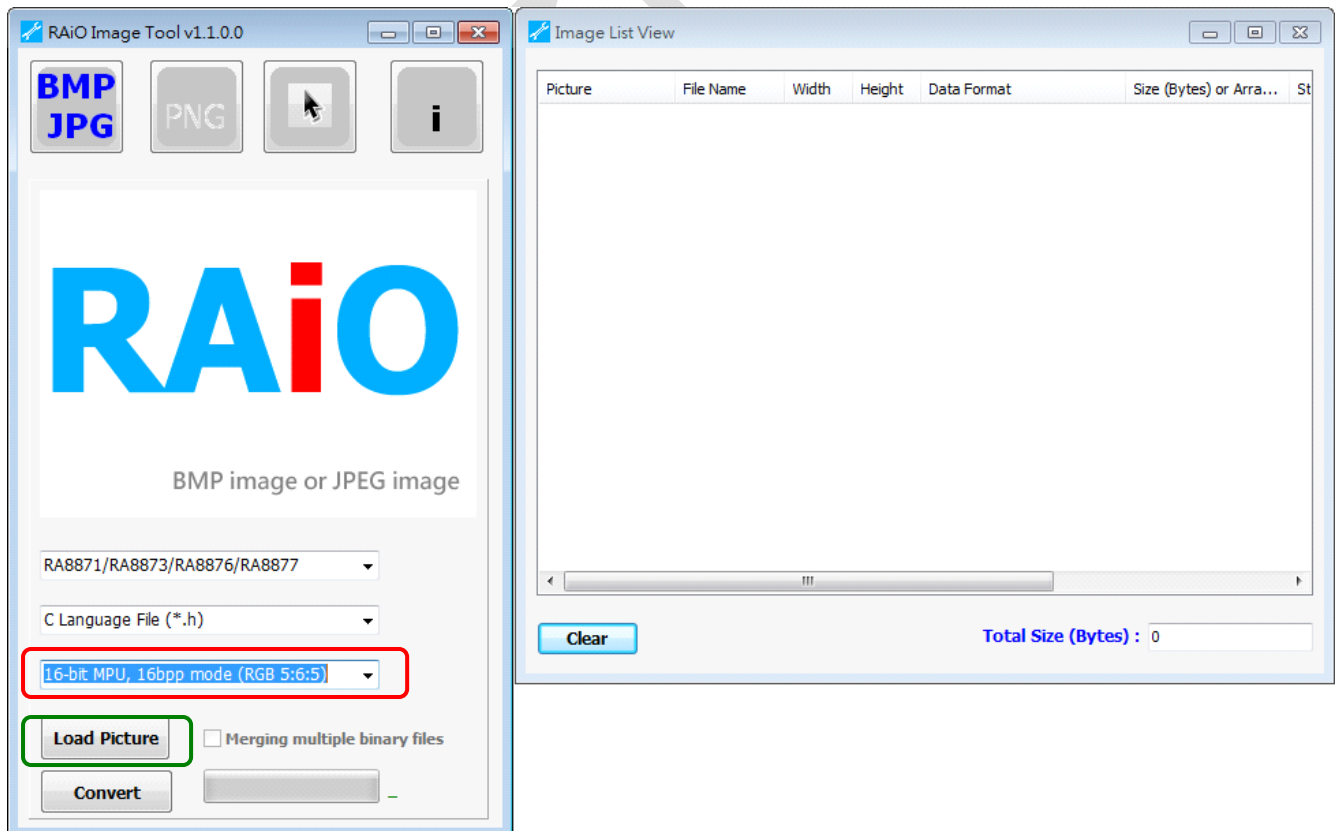 RAiO Image Tool v1.1.0.0
BMP
JPG
PNG
i
RAiO
BMP image or JPEG image
RA8871/RA8873/RA8876/RA8877
C Language File (*.h)
16-bit MPU, 16bpp mode (RGB 5:6:5)
Load Picture
Merging multiple binary files
Convert
_
Image List View
Picture File Name Width Height Data Format Size (Bytes) or Arra... St
Clear
Total Size (Bytes) : 0